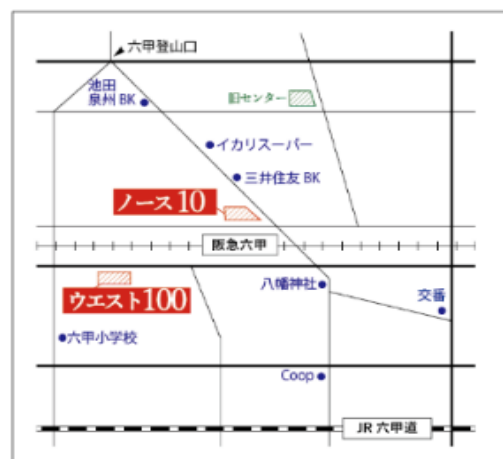 六甲登山口
池田
泉州 BK
旧センター
イカリスーパー
三井住友 BK
ノース10
阪急六甲
八幡神社
交番
ウエスト100
六甲小学校
Coop
JR 六甲道